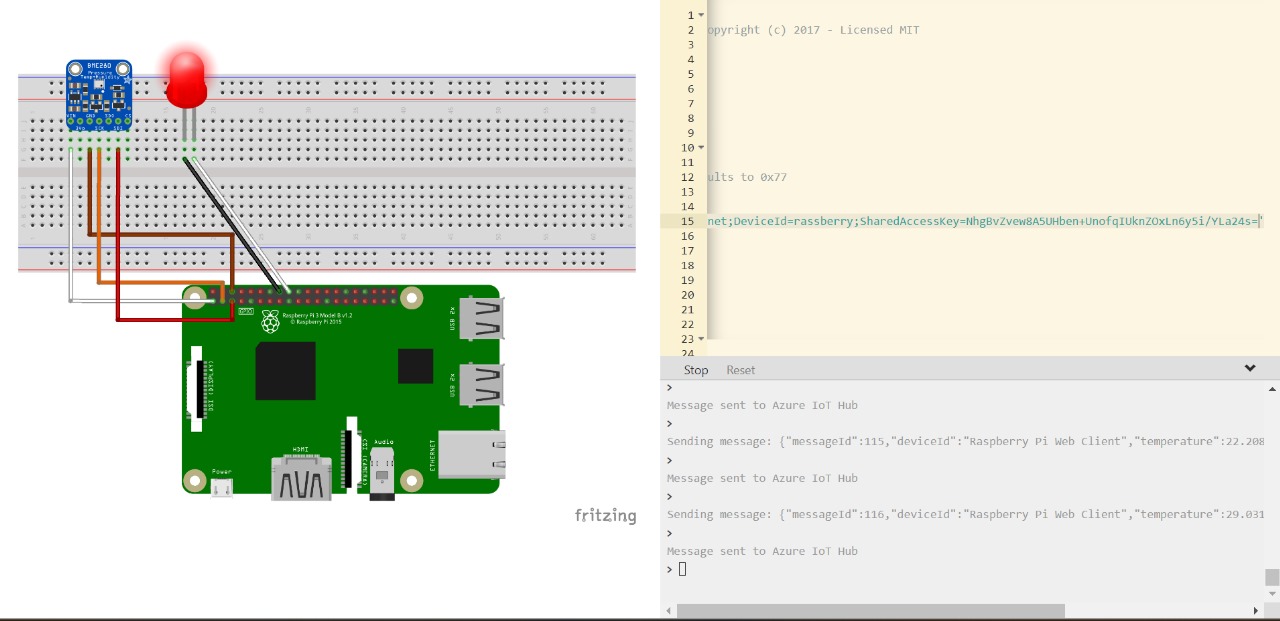 BME280
Pressure
Temp+Humidity
VIN GND SDO CS
3Vo SCK SDI
GPIO
Raspberry Pi 3 Model B v1.2
© Raspberry Pi 2015
USB 2x
USB 2x
DSI (DISPLAY)
ETHERNET
CSI (CAMERA)
Audio
HDMI
Power
fritzing
1
2 opyright (c) 2017 - Licensed MIT
3
4
5
6
7
8
9
10
11
12 ults to 0x77
13
14
15 net;DeviceId=rassberry;SharedAccessKey=NhgBvZvew8A5UHben+UnofqIUknZOxLn6y5i/YLa24s='
16
17
18
19
20
21
22
23
24
Stop Reset
>
Message sent to Azure IoT Hub
>
Sending message: {"messageId":115,"deviceId":"Raspberry Pi Web Client","temperature":22.208
>
Message sent to Azure IoT Hub
>
Sending message: {"messageId":116,"deviceId":"Raspberry Pi Web Client","temperature":29.031
>
Message sent to Azure IoT Hub
>